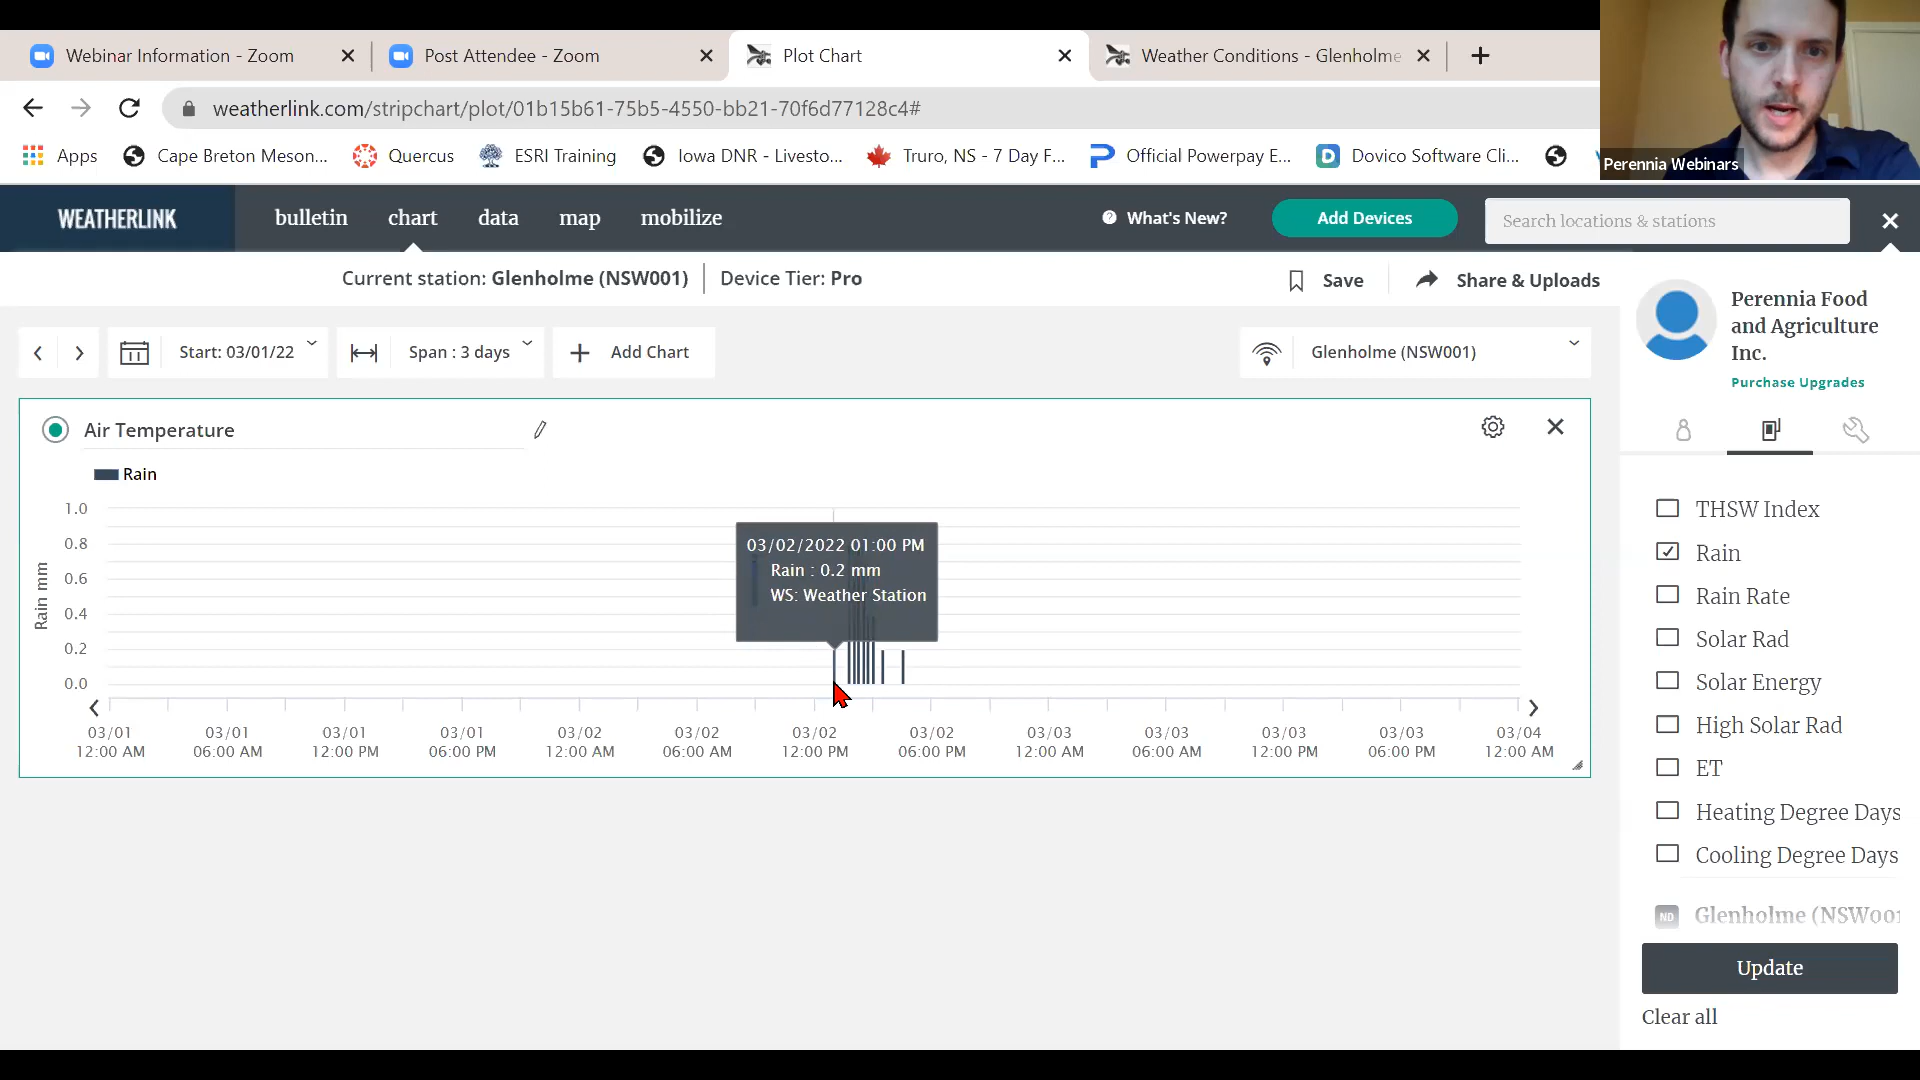 Webinar Information - Zoom
Post Attendee - Zoom
Plot Chart
Weather Conditions - Glenholme
weatherlink.com/stripchart/plot/01b15b61-75b5-4550-bb21-70f6d77128c4#
Apps
Cape Breton Meson...
Quercus
ESRI Training
Iowa DNR - Livesto...
Truro, NS - 7 Day F...
Official Powerpay E...
Dovico Software Cli...
Perennia Webinars
WEATHERLINK
bulletin
chart
data
map
mobilize
What's New?
Add Devices
Search locations & stations
Current station: Glenholme (NSW001)
Device Tier: Pro
Save
Share & Uploads
Perennia Food
and Agriculture
Inc.
Purchase Upgrades
Start: 03/01/22
Span : 3 days
Add Chart
Glenholme (NSW001)
Air Temperature
Rain
Rain mm
1.0
0.8
0.6
0.4
0.2
0.0
03/02/2022 01:00 PM
Rain : 0.2 mm
WS: Weather Station
03/01 12:00 AM
03/01 06:00 AM
03/01 12:00 PM
03/01 06:00 PM
03/02 12:00 AM
03/02 06:00 AM
03/02 12:00 PM
03/02 06:00 PM
03/03 12:00 AM
03/03 06:00 AM
03/03 12:00 PM
03/03 06:00 PM
03/04 12:00 AM
THSW Index
Rain
Rain Rate
Solar Rad
Solar Energy
High Solar Rad
ET
Heating Degree Days
Cooling Degree Days
ND
Glenholme (NSW001
Update
Clear all